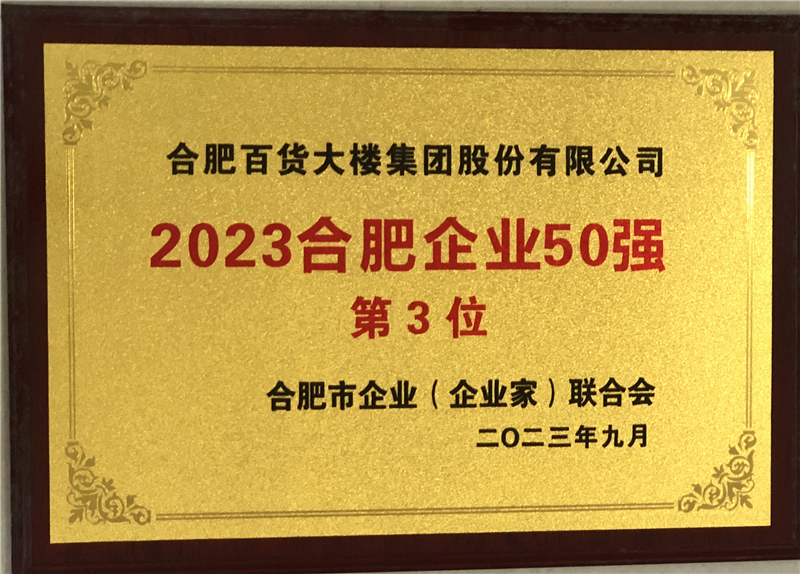 合肥百货大楼集团股份有限公司
2023合肥企业50强
第3位
合肥市企业（企业家）联合会
二〇二三年九月